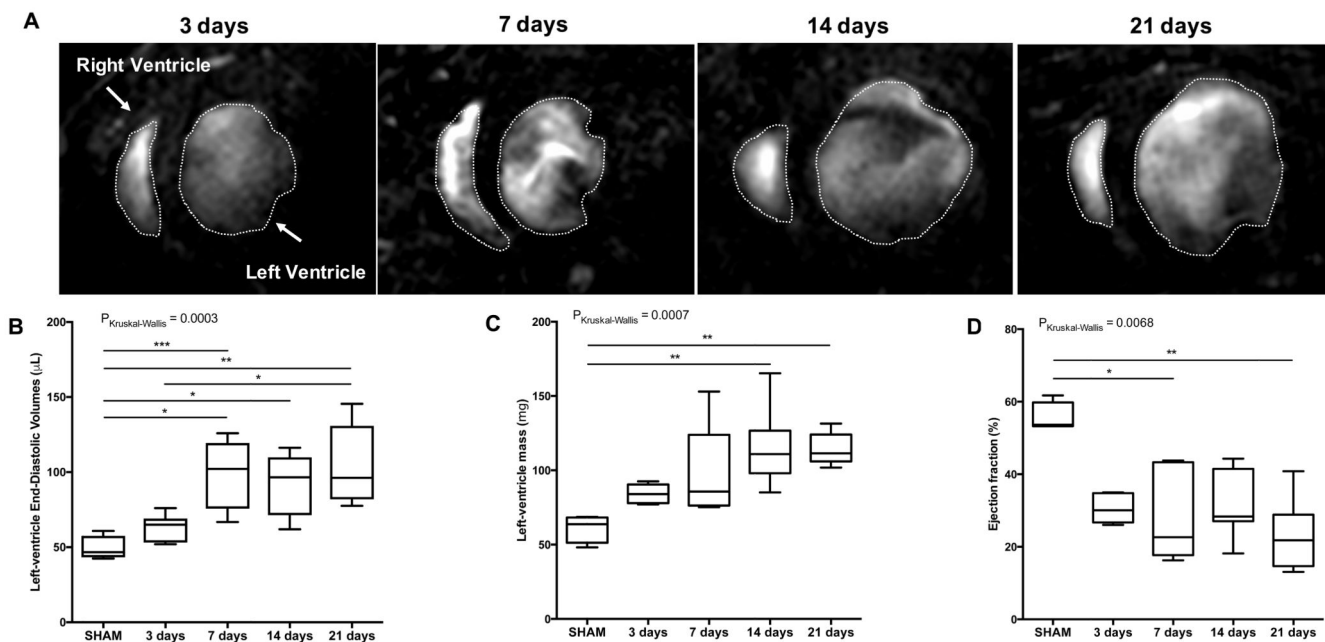 A
3 days
7 days
14 days
21 days
Right Ventricle
Left Ventricle
B
P Kruskal-Wallis = 0.0003
Left-ventricle End-Diastolic Volumes (µL)
200
150
100
50
0
***
**
*
*
*
SHAM
3 days
7 days
14 days
21 days
C
P Kruskal-Wallis = 0.0007
Left-ventricle mass (mg)
200
150
100
50
0
**
**
SHAM
3 days
7 days
14 days
21 days
D
P Kruskal-Wallis = 0.0068
Ejection fraction (%)
80
60
40
20
0
**
*
SHAM
3 days
7 days
14 days
21 days